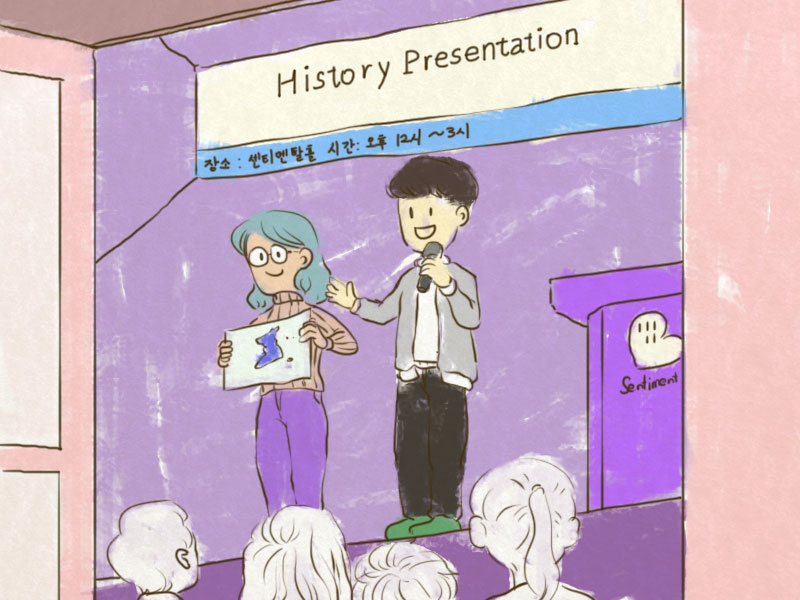 History Presentation
장소 : 센티멘탈홀 시간: 오후 12시 ~3시
Sentiment